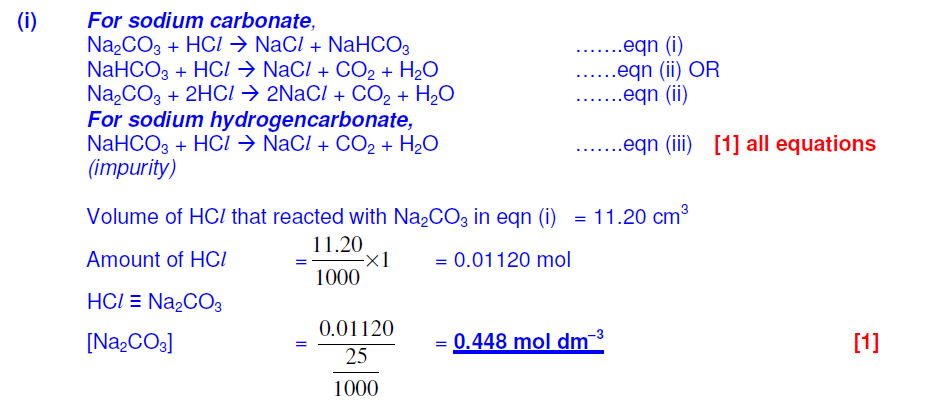 (i) For sodium carbonate,
Na₂CO₃ + HCl → NaCl + NaHCO₃ .......eqn (i)
NaHCO₃ + HCl → NaCl + CO₂ + H₂O ......eqn (ii) OR
Na₂CO₃ + 2HCl → 2NaCl + CO₂ + H₂O .......eqn (ii)
For sodium hydrogencarbonate,
NaHCO₃ + HCl → NaCl + CO₂ + H₂O .......eqn (iii) [1] all equations
(impurity)
Volume of HCl that reacted with Na₂CO₃ in eqn (i) = 11.20 cm³
Amount of HCl = 11.20/1000 ×1 = 0.01120 mol
HCl ≡ Na₂CO₃
[Na₂CO₃] = 0.01120/(25/1000) = 0.448 mol dm⁻³ [1]